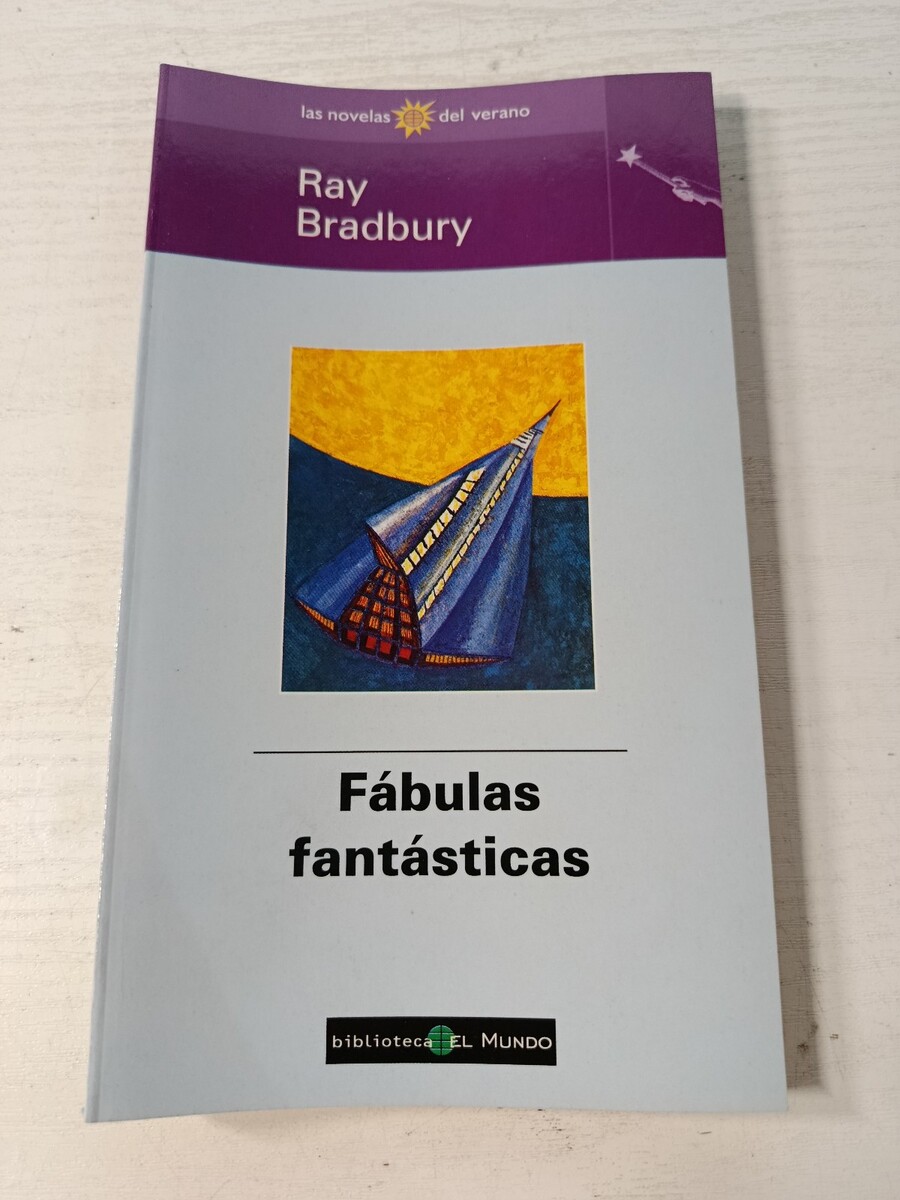 las novelas del verano
Ray
Bradbury
Fábulas
fantásticas
biblioteca EL MUNDO